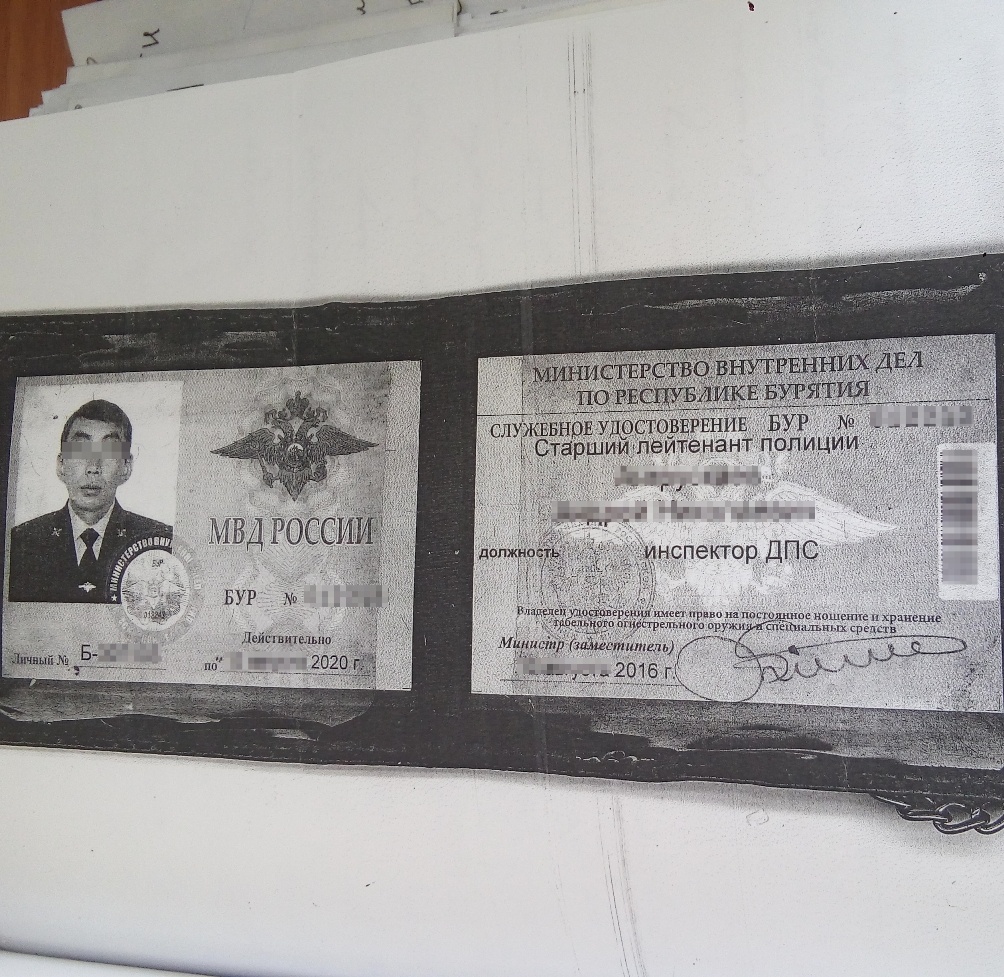 МВД РОССИИ
БУР №
Действительно
Личный № Б-
по 2020 г.
МИНИСТЕРСТВО ВНУТРЕННИХ ДЕЛ
ПО РЕСПУБЛИКЕ БУРЯТИЯ
СЛУЖЕБНОЕ УДОСТОВЕРЕНИЕ БУР №
Старший лейтенант полиции
должность инспектор ДПС
Владелец удостоверения имеет право на постоянное ношение и хранение
табельного огнестрельного оружия и специальных средств
Министр (заместитель)
2016 г.